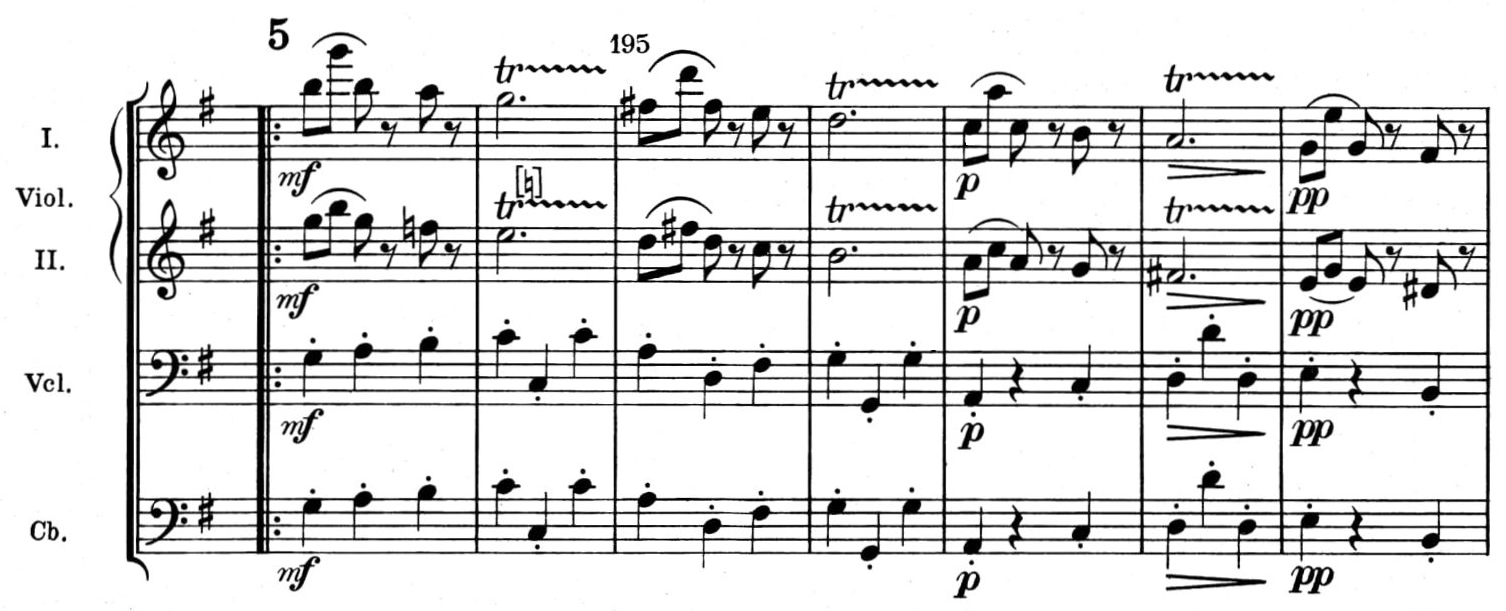 5
195
tr tr tr
I.
mf p pp
Viol.
[♮]
tr tr tr
II.
mf p pp
Vcl.
mf p pp
Cb.
mf p pp